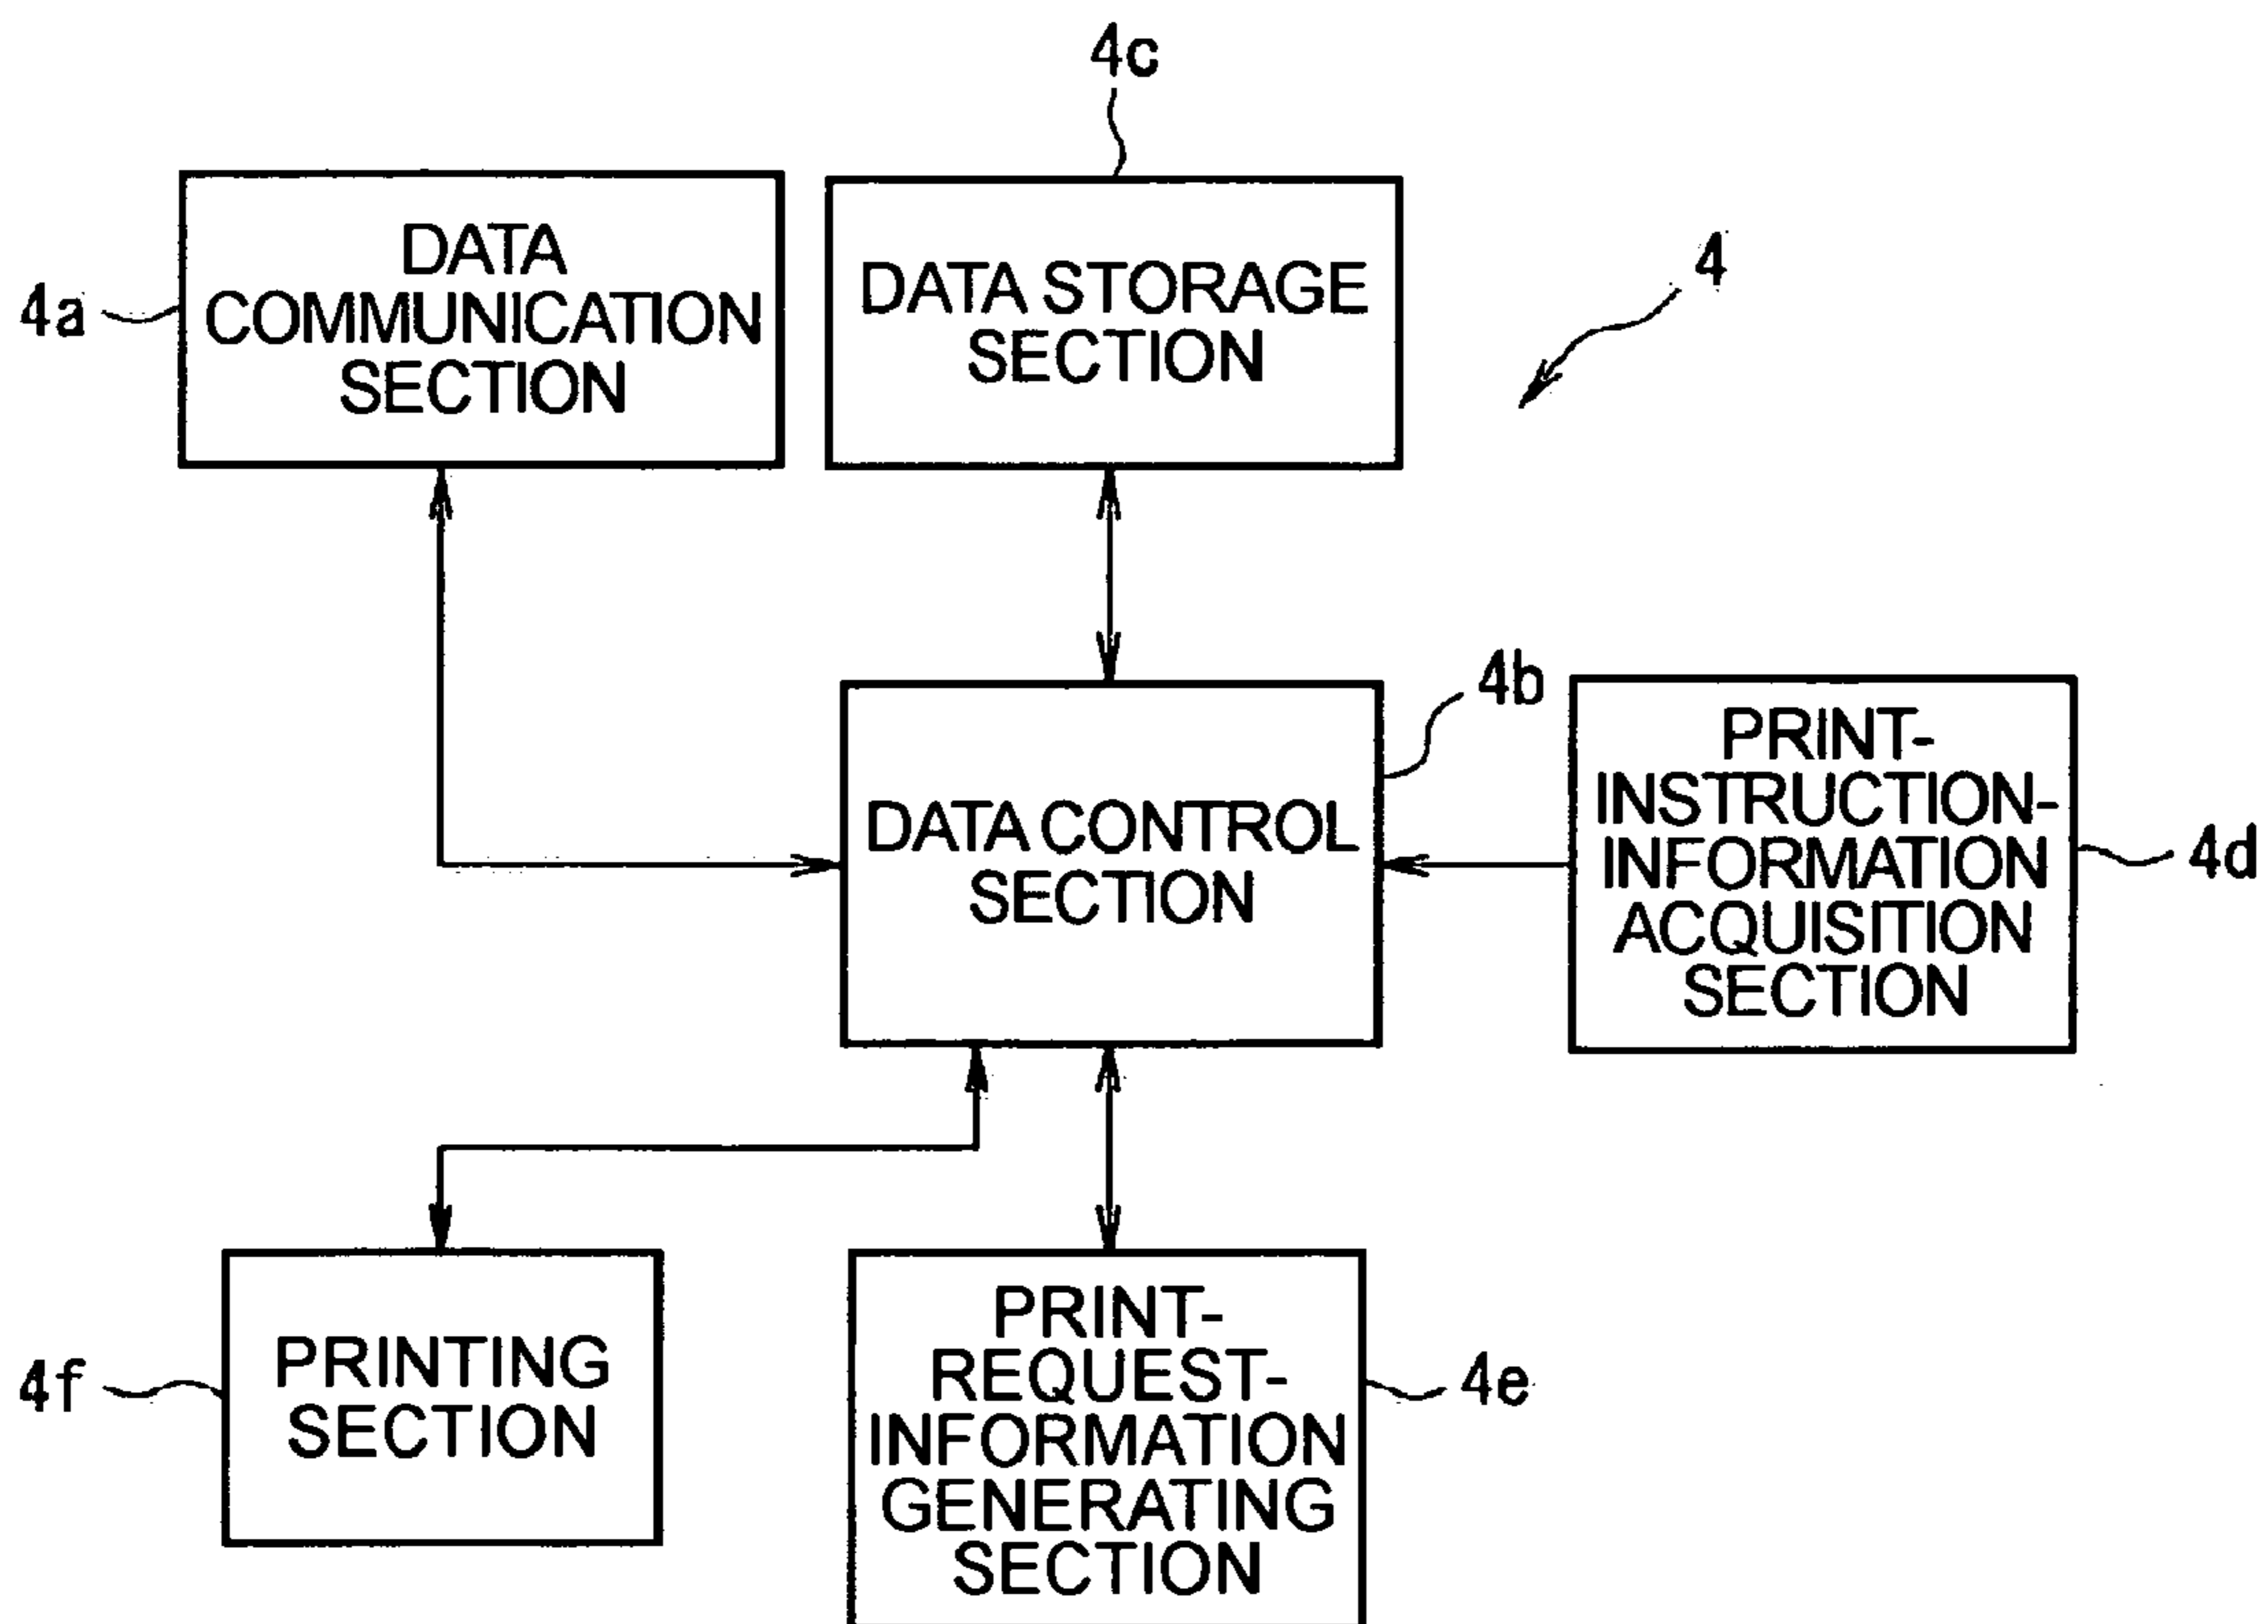 4c
DATA
COMMUNICATION
SECTION
4a
DATA STORAGE
SECTION
4
4b
DATA CONTROL
SECTION
PRINT-
INSTRUCTION-
INFORMATION
ACQUISITION
SECTION
4d
PRINTING
SECTION
4f
PRINT-
REQUEST-
INFORMATION
GENERATING
SECTION
4e